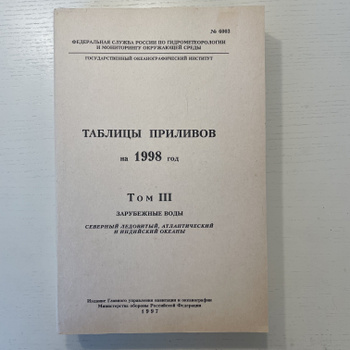 № 6003
ФЕДЕРАЛЬНАЯ СЛУЖБА РОССИИ ПО ГИДРОМЕТЕОРОЛОГИИ
И МОНИТОРИНГУ ОКРУЖАЮЩЕЙ СРЕДЫ
ГОСУДАРСТВЕННЫЙ ОКЕАНОГРАФИЧЕСКИЙ ИНСТИТУТ
ТАБЛИЦЫ ПРИЛИВОВ
на 1998 год
Том III
ЗАРУБЕЖНЫЕ ВОДЫ
СЕВЕРНЫЙ ЛЕДОВИТЫЙ, АТЛАНТИЧЕСКИЙ
И ИНДИЙСКИЙ ОКЕАНЫ
Издание Главного управления навигации и океанографии
Министерства обороны Российской Федерации
1997